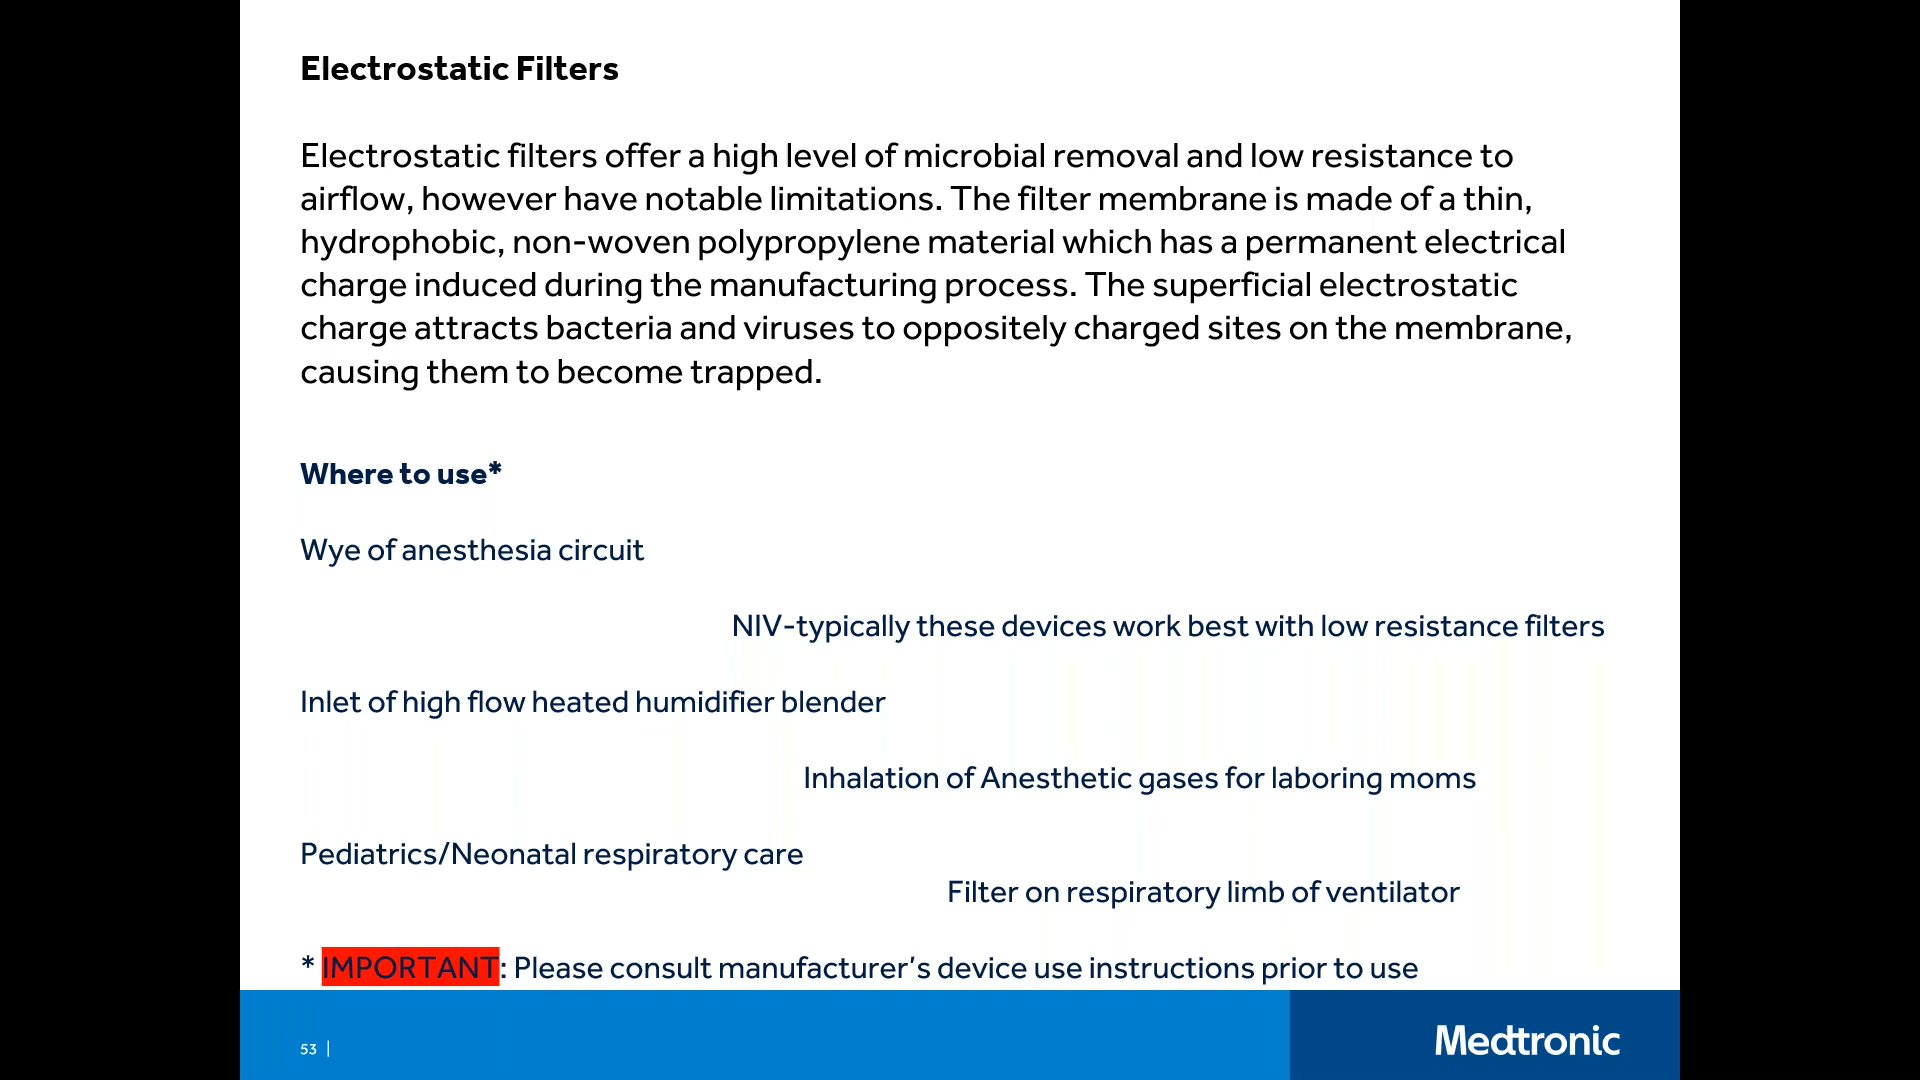 Electrostatic Filters
Electrostatic filters offer a high level of microbial removal and low resistance to
airflow, however have notable limitations. The filter membrane is made of a thin,
hydrophobic, non-woven polypropylene material which has a permanent electrical
charge induced during the manufacturing process. The superficial electrostatic
charge attracts bacteria and viruses to oppositely charged sites on the membrane,
causing them to become trapped.
Where to use*
Wye of anesthesia circuit
NIV-typically these devices work best with low resistance filters
Inlet of high flow heated humidifier blender
Inhalation of Anesthetic gases for laboring moms
Pediatrics/Neonatal respiratory care
Filter on respiratory limb of ventilator
* IMPORTANT: Please consult manufacturer’s device use instructions prior to use
53 |
Medtronic